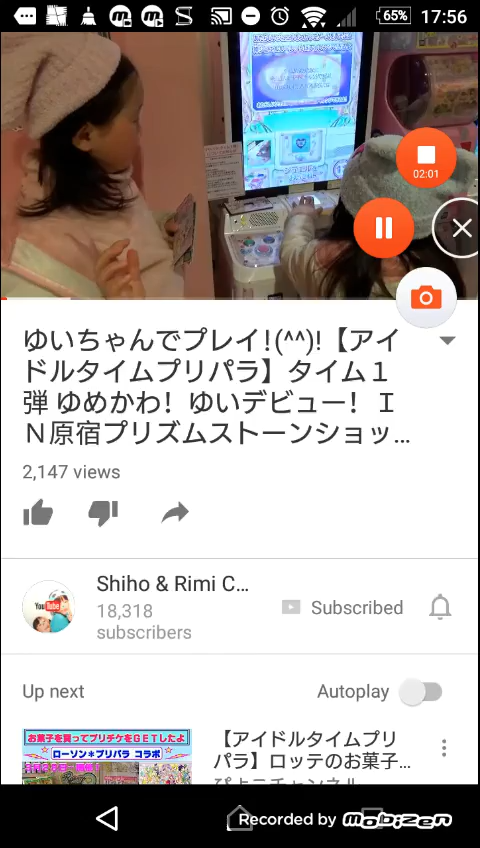 65% 17:56
02:01
ゆいちゃんでプレイ!(^^)!【アイ
ドルタイムプリパラ】タイム１
弾 ゆめかわ！ゆいデビュー！ Ｉ
Ｎ原宿プリズムストーンショッ...
2,147 views
Shiho & Rimi C...
18,318
subscribers
Subscribed
You Tube
Up next
Autoplay
お菓子を買ってプリチケをGETしたよ
ローソン＊プリパラ コラボ
【アイドルタイムプリ
パラ】ロッテのお菓子...
Recorded by Mobizen